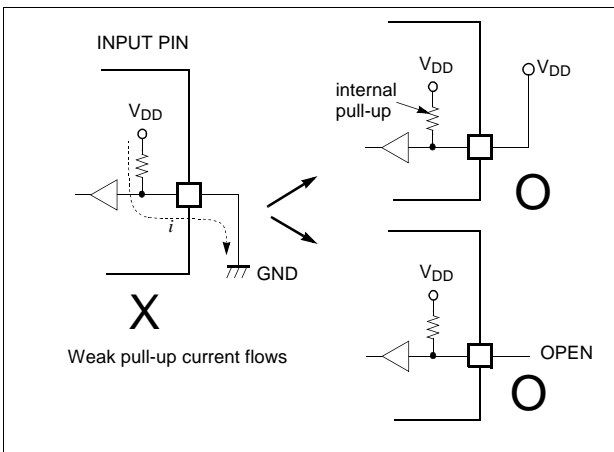 INPUT PIN
VDD
i
GND
X
Weak pull-up current flows
internal
pull-up
VDD
VDD
O
VDD
OPEN
O